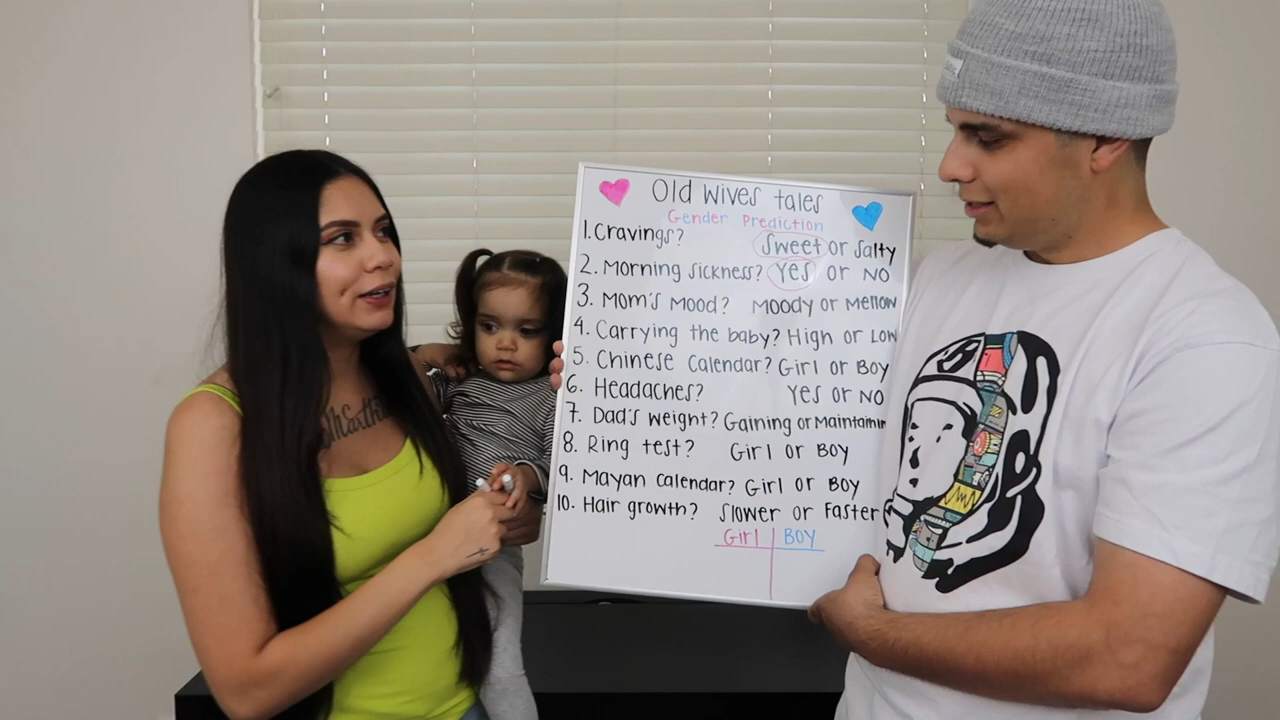 Old wives tales
Gender Prediction
1. Cravings? Sweet or Salty
2. Morning Sickness? Yes or No
3. Mom's Mood? Moody or Mellow
4. Carrying the baby? High or Low
5. Chinese Calendar? Girl or Boy
6. Headaches? Yes or No
7. Dad's weight? Gaining or Maintainin
8. Ring test? Girl or Boy
9. Mayan calendar? Girl or Boy
10. Hair growth? Slower or Faster
Girl Boy